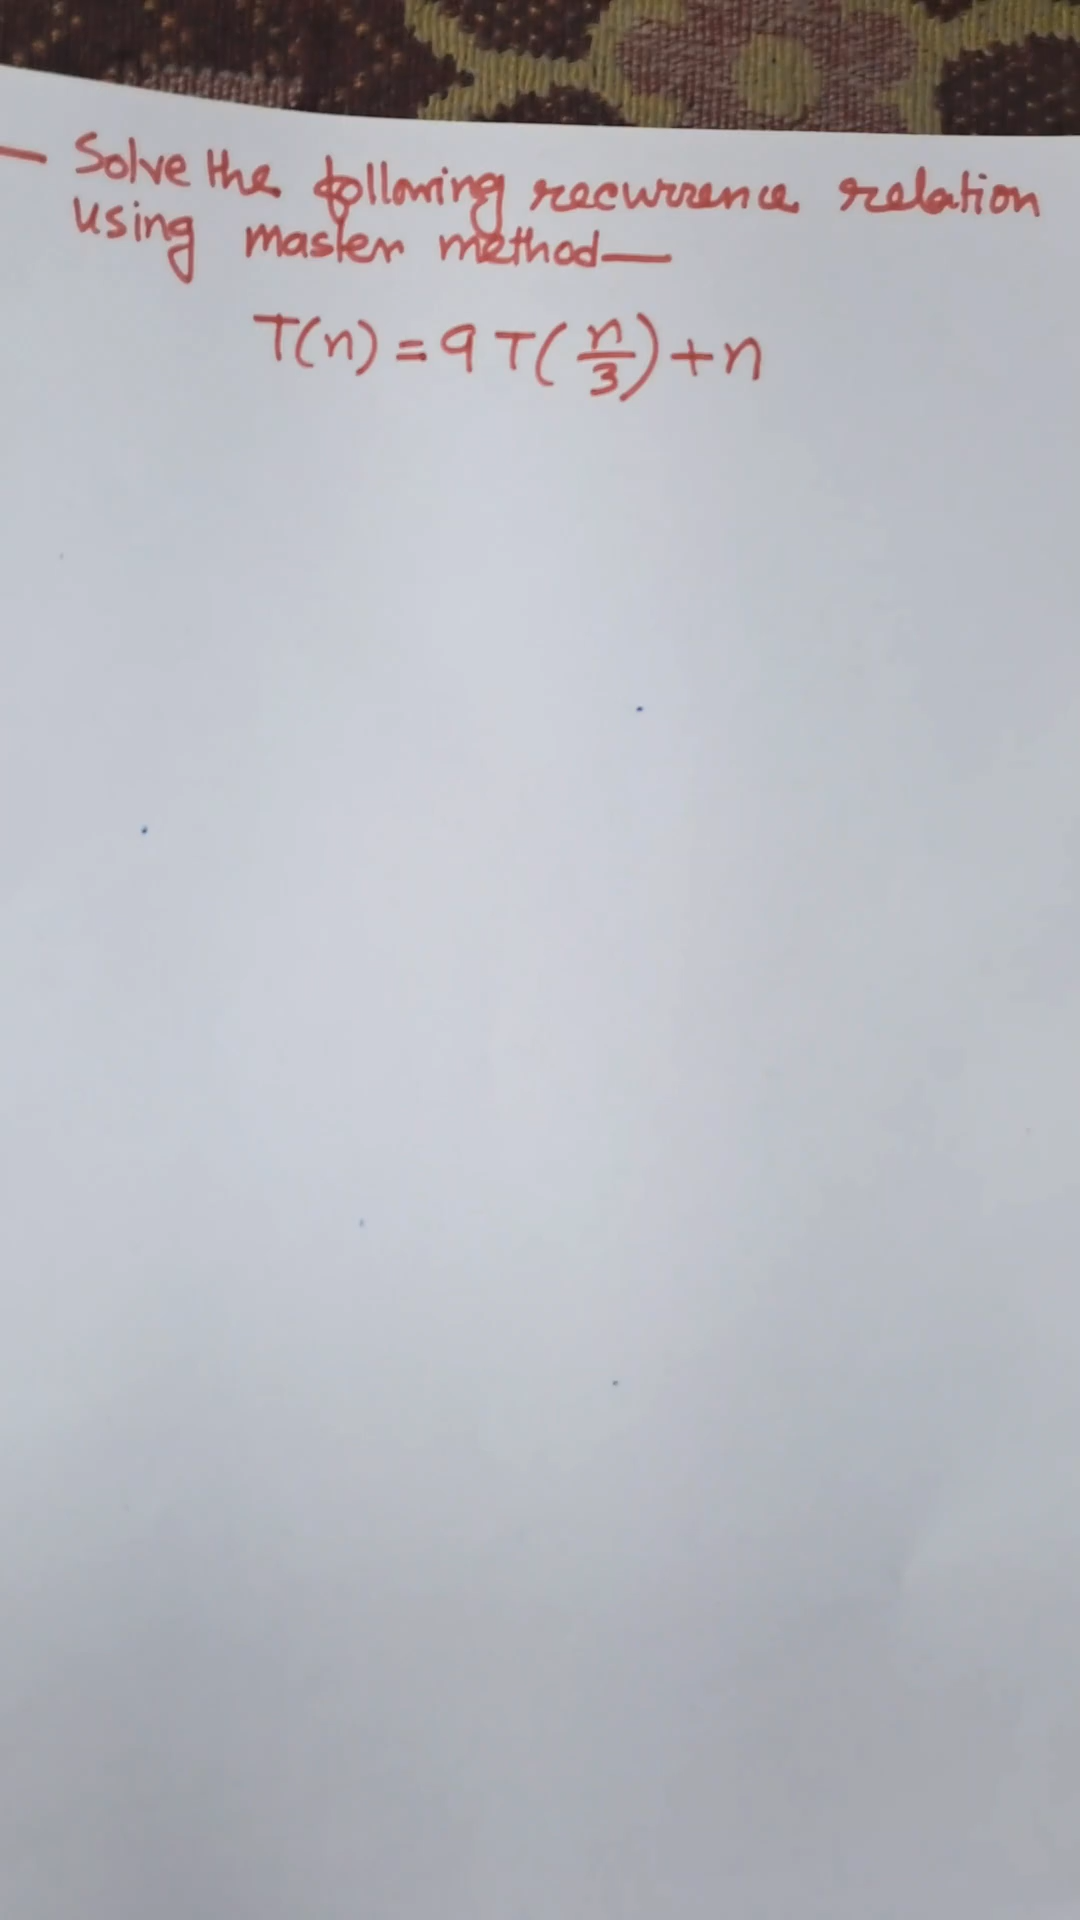 — Solve the following recurrence relation
using master method—
T(n) = 9 T(n/3) + n